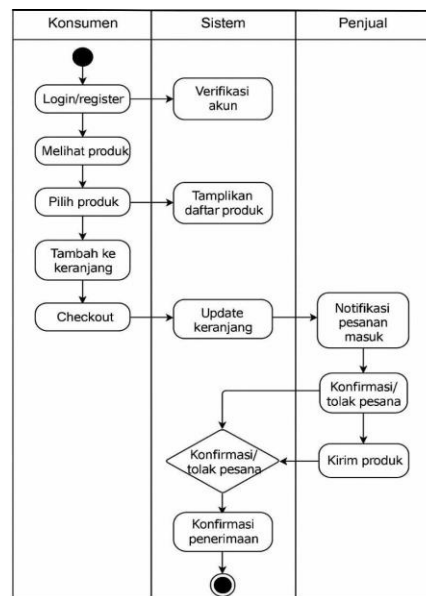 Konsumen
Sistem
Penjual
Login/register
Verifikasi
akun
Melihat produk
Pilih produk
Tamplikan
daftar produk
Tambah ke
keranjang
Checkout
Update
keranjang
Notifikasi
pesanan
masuk
Konfirmasi/
tolak pesana
Konfirmasi/
tolak pesana
Kirim produk
Konfirmasi
penerimaan